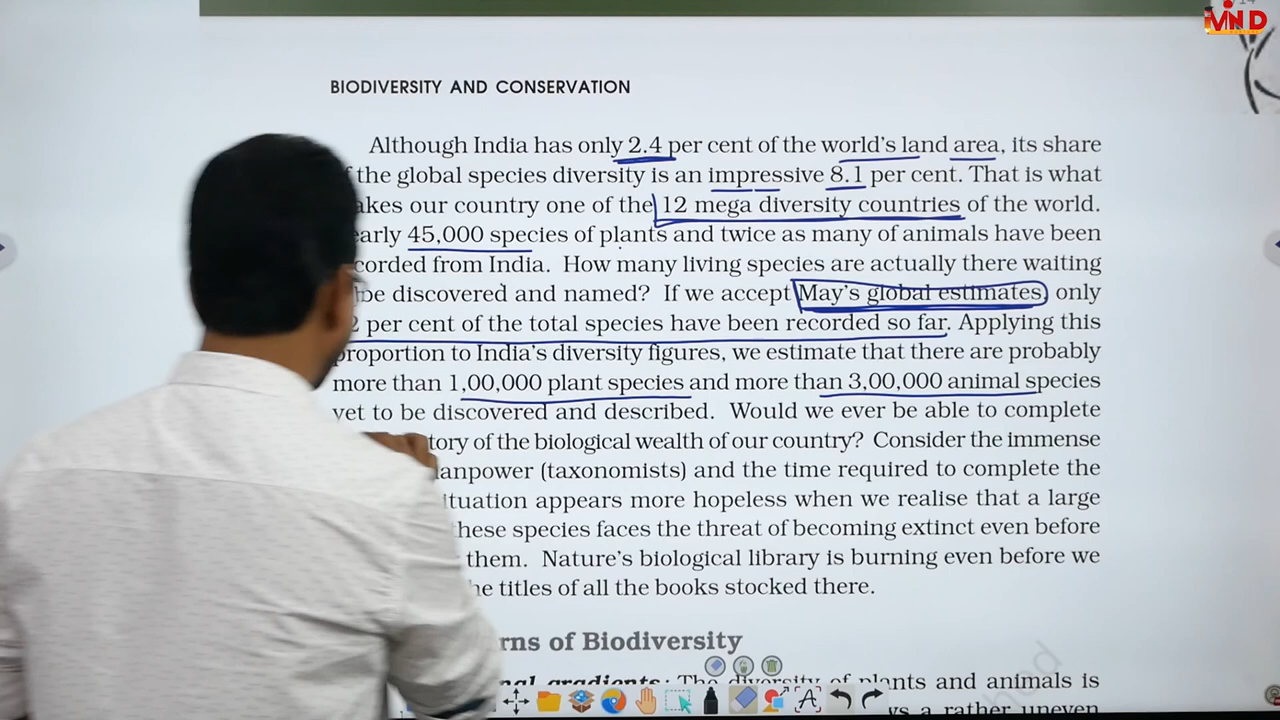 MVND
BIODIVERSITY AND CONSERVATION
Although India has only 2.4 per cent of the world's land area, its share
the global species diversity is an impressive 8.1 per cent. That is what
akes our country one of the 12 mega diversity countries of the world.
early 45,000 species of plants and twice as many of animals have been
corded from India. How many living species are actually there waiting
be discovered and named? If we accept May's global estimates, only
2 per cent of the total species have been recorded so far. Applying this
proportion to India's diversity figures, we estimate that there are probably
more than 1,00,000 plant species and more than 3,00,000 animal species
yet to be discovered and described. Would we ever be able to complete
tory of the biological wealth of our country? Consider the immense
anpower (taxonomists) and the time required to complete the
ituation appears more hopeless when we realise that a large
hese species faces the threat of becoming extinct even before
them. Nature's biological library is burning even before we
he titles of all the books stocked there.
rns of Biodiversity
nal gradients: The diversity of plants and animals is
ws a rather uneven